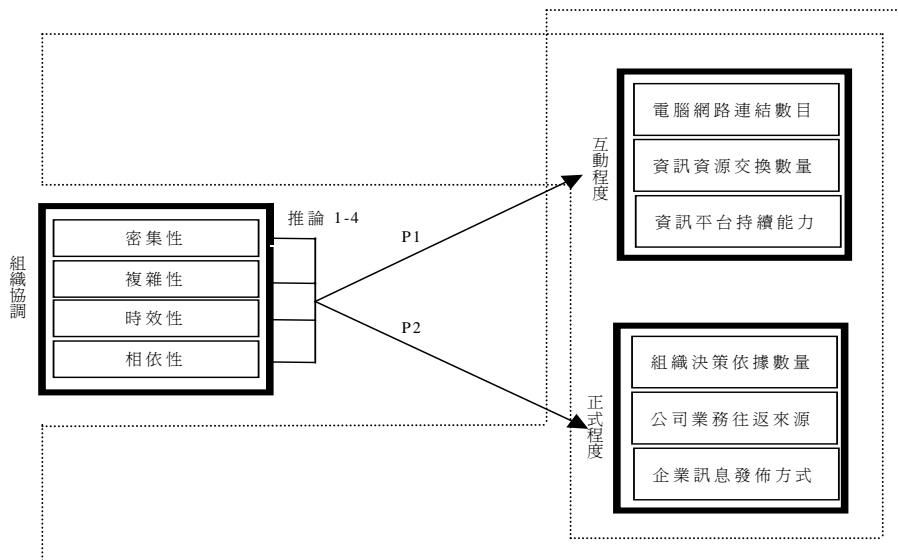 組織協調
密集性
複雜性
時效性
相依性
推論 1-4
P1
P2
互動程度
電腦網路連結數目
資訊資源交換數量
資訊平台持續能力
正式程度
組織決策依據數量
公司業務往返來源
企業訊息發佈方式